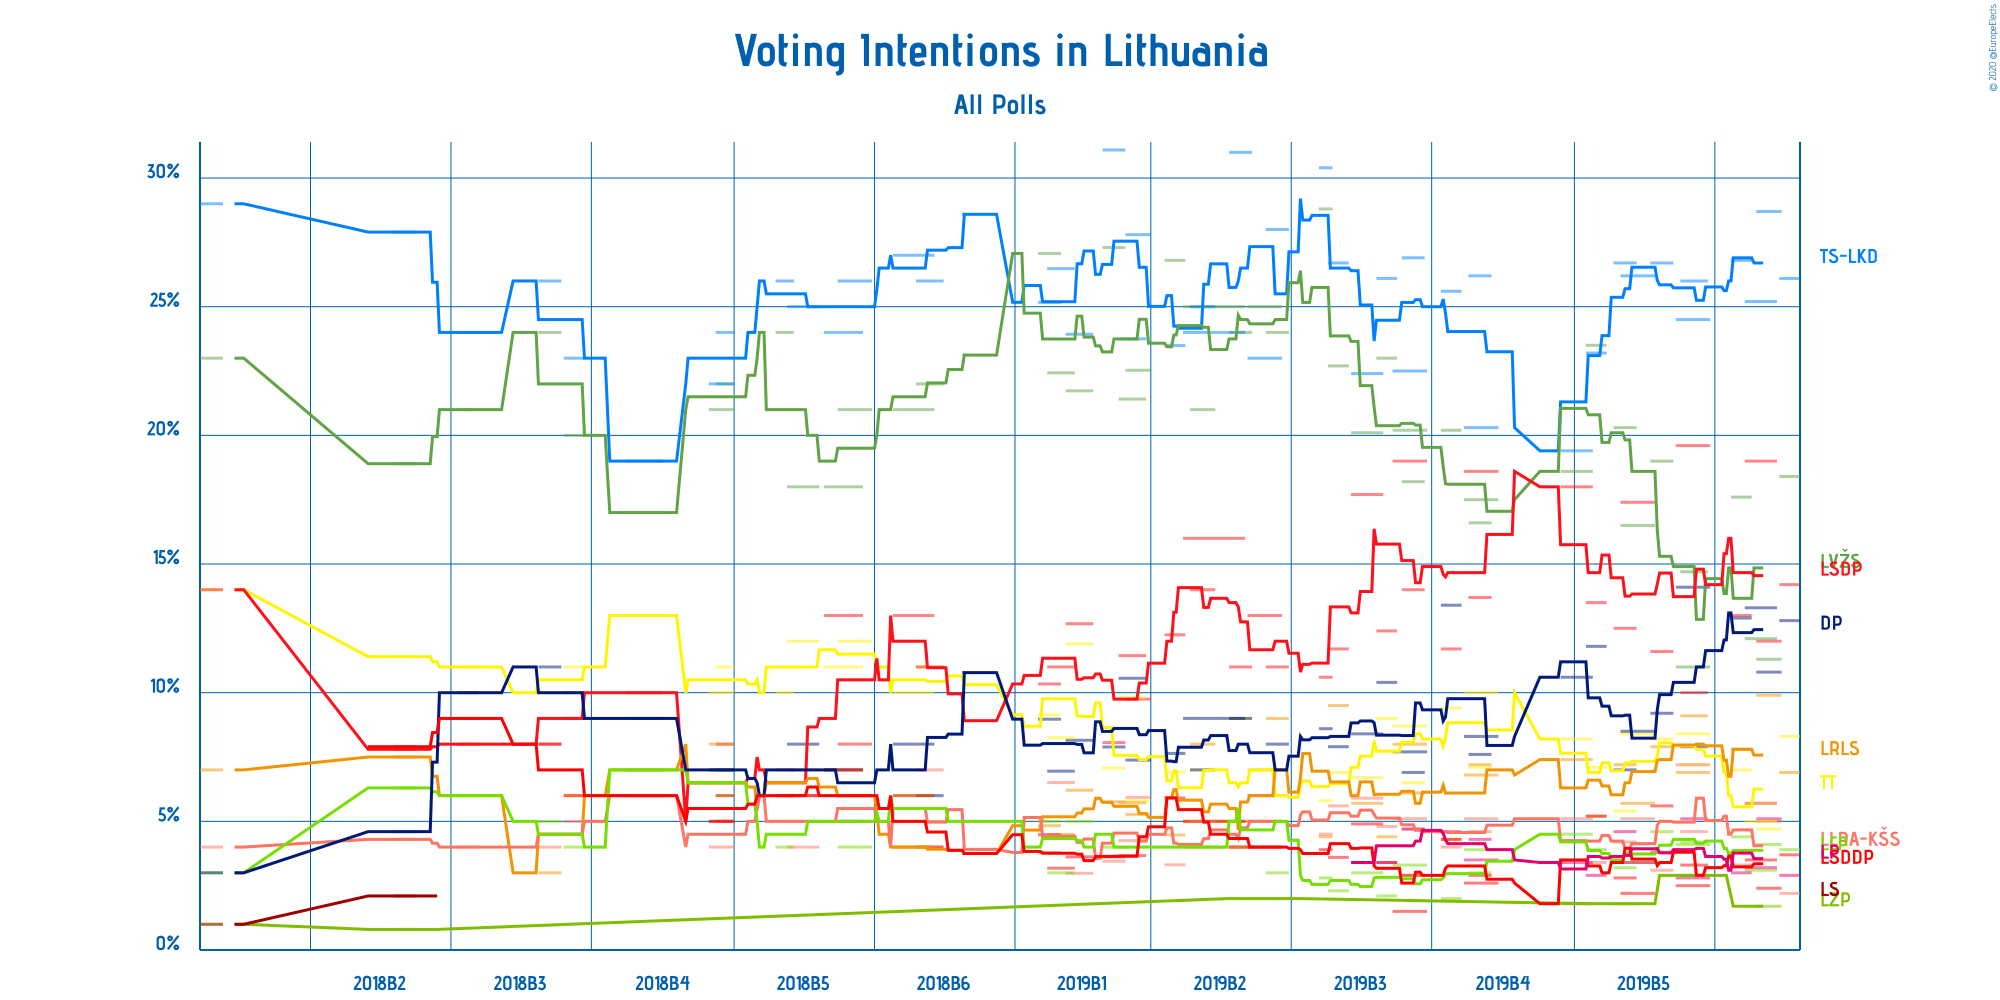 © 2020 @EuropeElects
Voting Intentions in Lithuania
All Polls
30%
25%
20%
15%
10%
5%
0%
TS-LKD
LVŽS
LSDP
DP
LRLS
TT
LLRA-KŠS
LSDDP
LS
LŽP
2018B2
2018B3
2018B4
2018B5
2018B6
2019B1
2019B2
2019B3
2019B4
2019B5